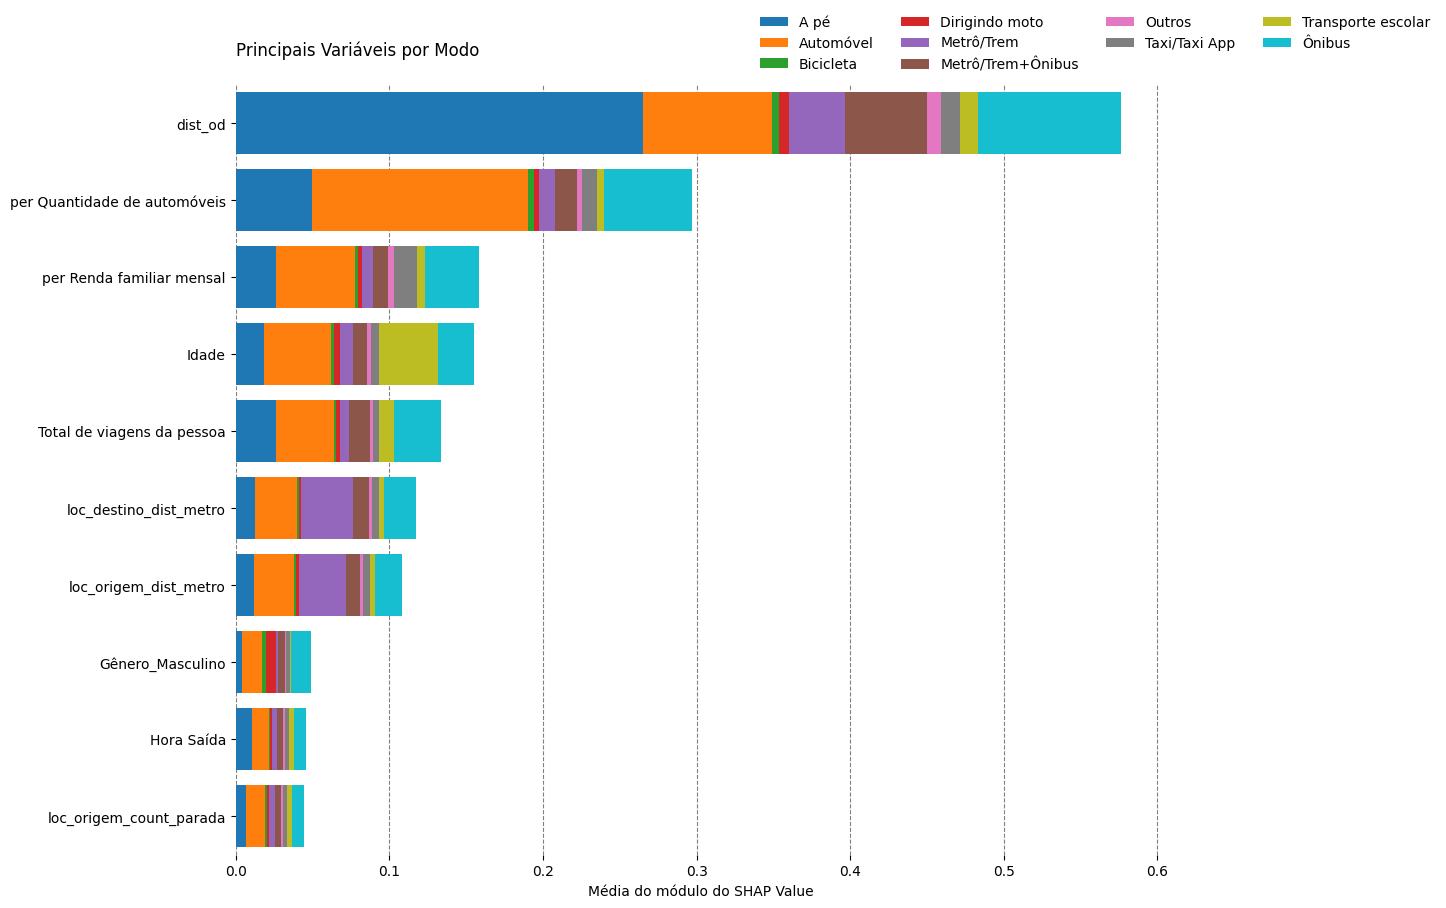 A pé
Automóvel
Bicicleta
Dirigindo moto
Metrô/Trem
Metrô/Trem+Ônibus
Outros
Taxi/Taxi App
Transporte escolar
Ônibus
Principais Variáveis por Modo
dist_od
per Quantidade de automóveis
per Renda familiar mensal
Idade
Total de viagens da pessoa
loc_destino_dist_metro
loc_origem_dist_metro
Gênero_Masculino
Hora Saída
loc_origem_count_parada
0.0 0.1 0.2 0.3 0.4 0.5 0.6
Média do módulo do SHAP Value